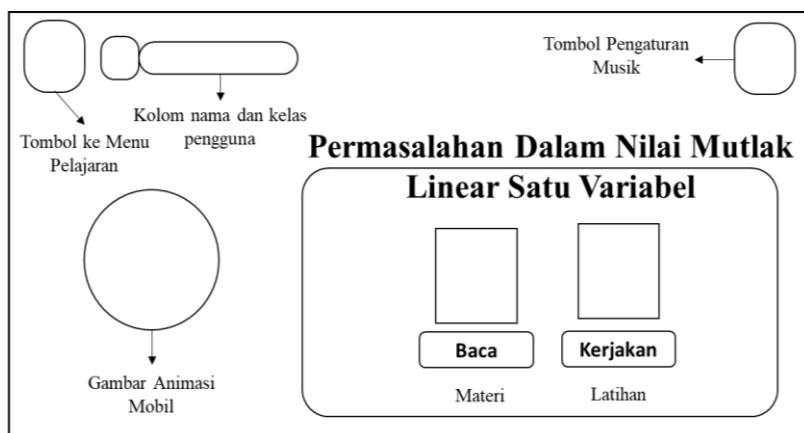 Tombol Pengaturan
Musik
Kolom nama dan kelas
pengguna
Tombol ke Menu
Pelajaran
Permasalahan Dalam Nilai Mutlak
Linear Satu Variabel
Baca
Kerjakan
Materi
Latihan
Gambar Animasi
Mobil